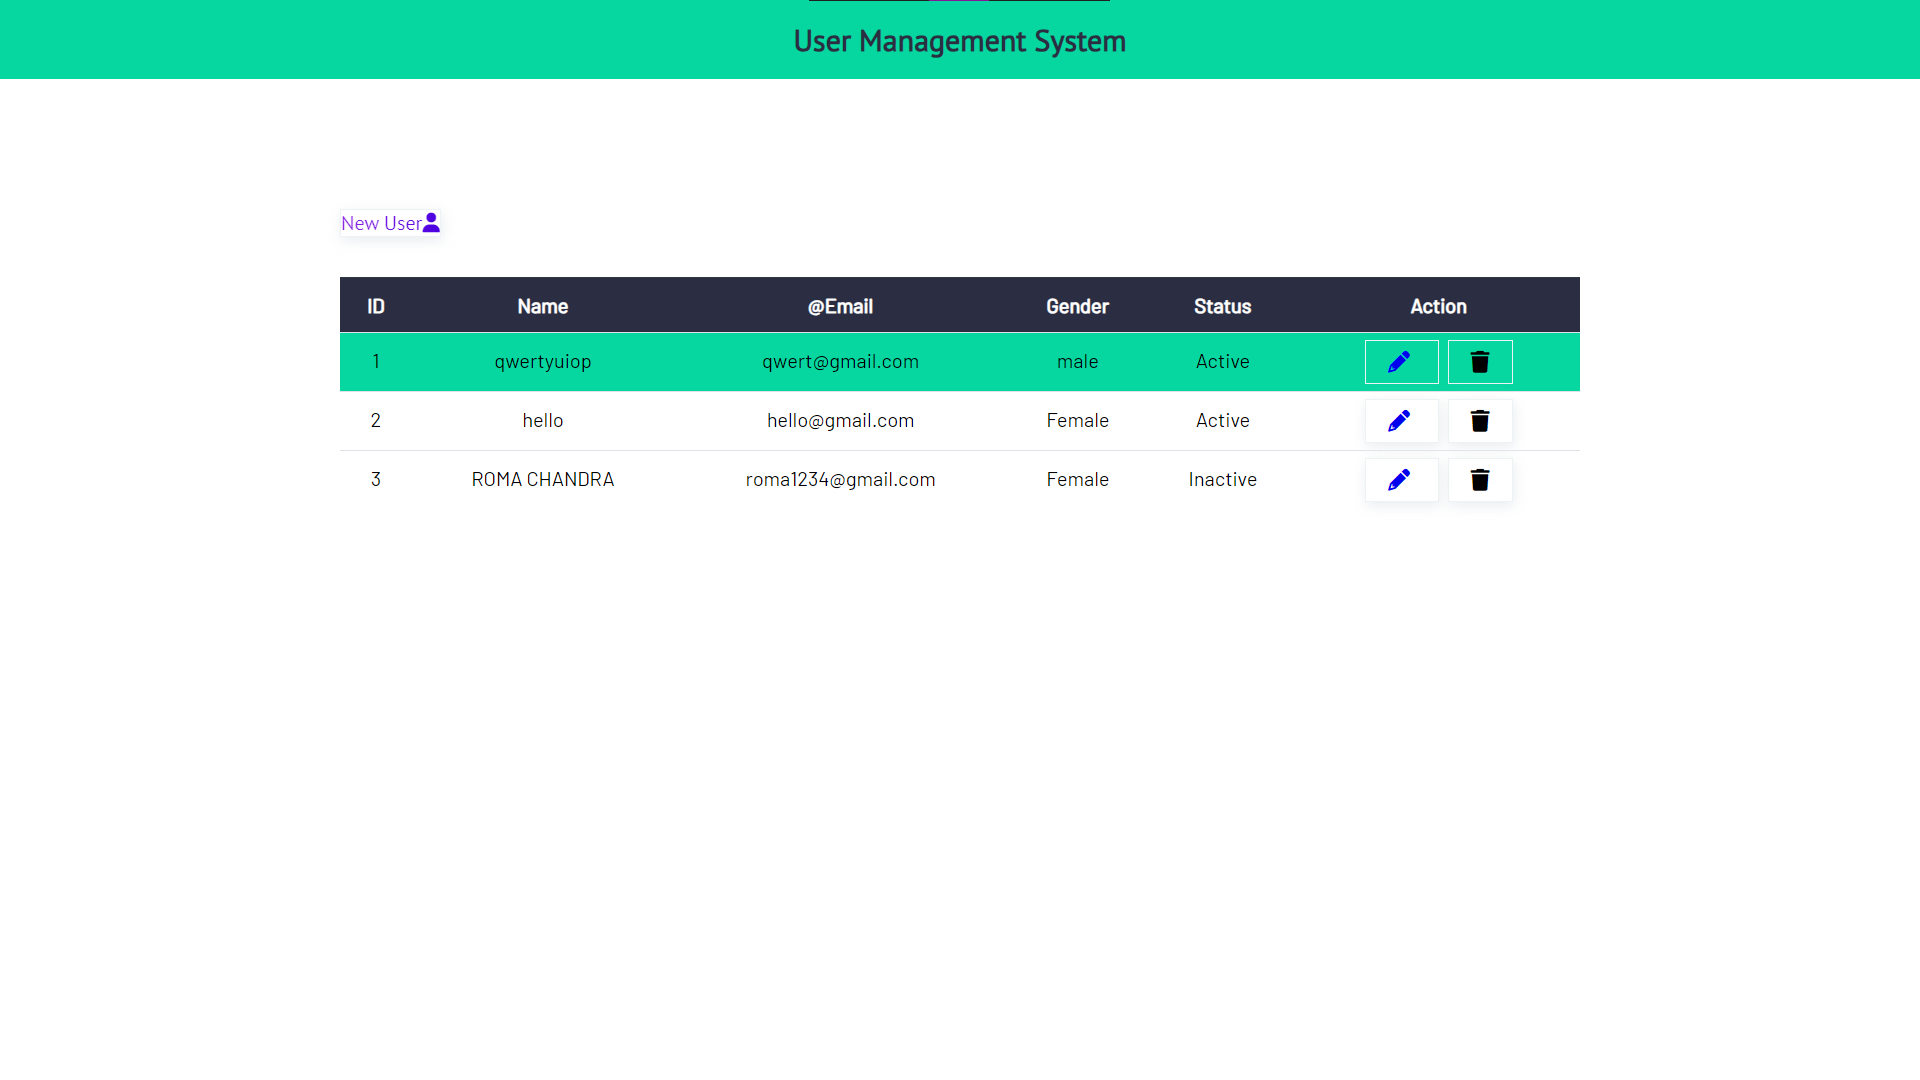 User Management System
New User
ID Name @Email Gender Status Action
1 qwertyuiop qwert@gmail.com male Active
2 hello hello@gmail.com Female Active
3 ROMA CHANDRA roma1234@gmail.com Female Inactive